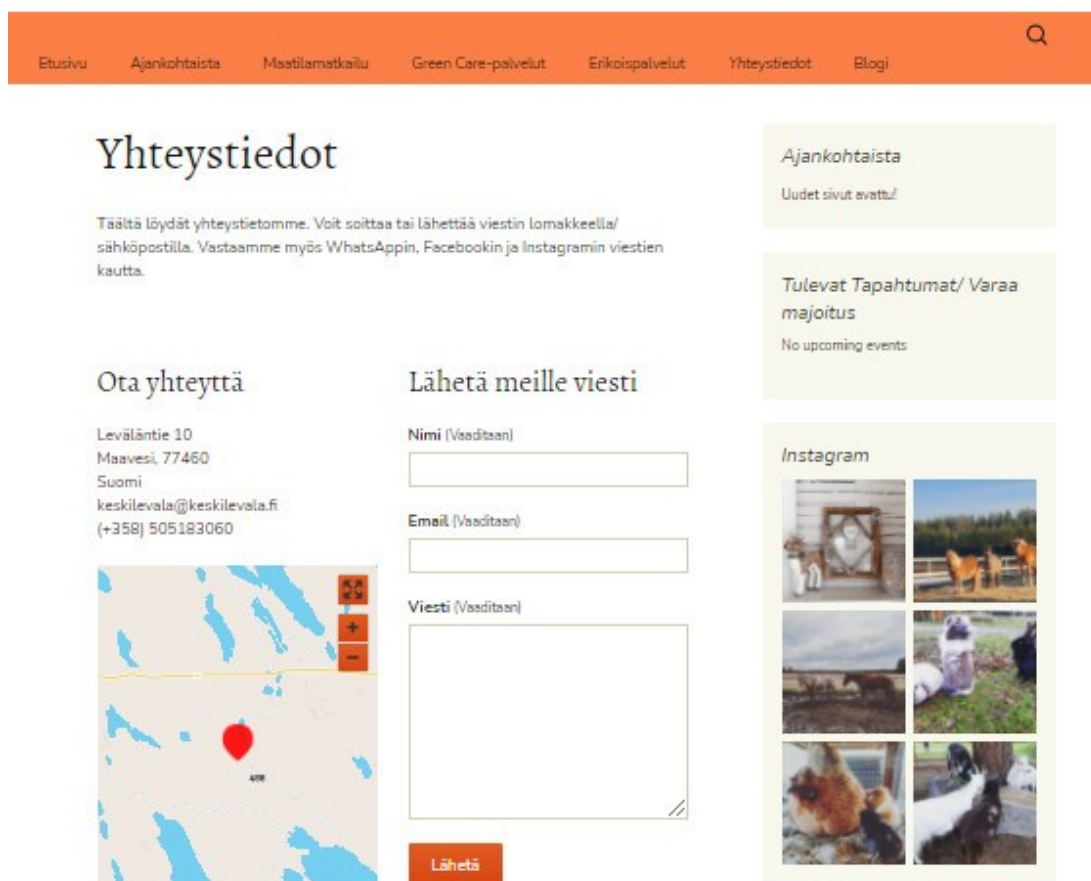 Etusivu Ajankohtaista Maatilamatkailu Green Care-palvelut Erikoispalvelut Yhteystiedot Blogi
Yhteystiedot
Täältä löydät yhteystietomme. Voit soittaa tai lähettää viestin lomakkeella/
sähköpostilla. Vastaamme myös WhatsAppin, Facebookin ja Instagramin viestien
kautta.
Ota yhteyttä
Leväläntie 10
Maavesi, 77460
Suomi
keskilevala@keskilevala.fi
(+358) 505183060
Lähetä meille viesti
Nimi (Vaaditaan)
Email (Vaaditaan)
Viesti (Vaaditaan)
Lähetä
Ajankohtaista
Uudet sivut avattu!
Tulevat Tapahtumat/ Varaa
majoitus
No upcoming events
Instagram